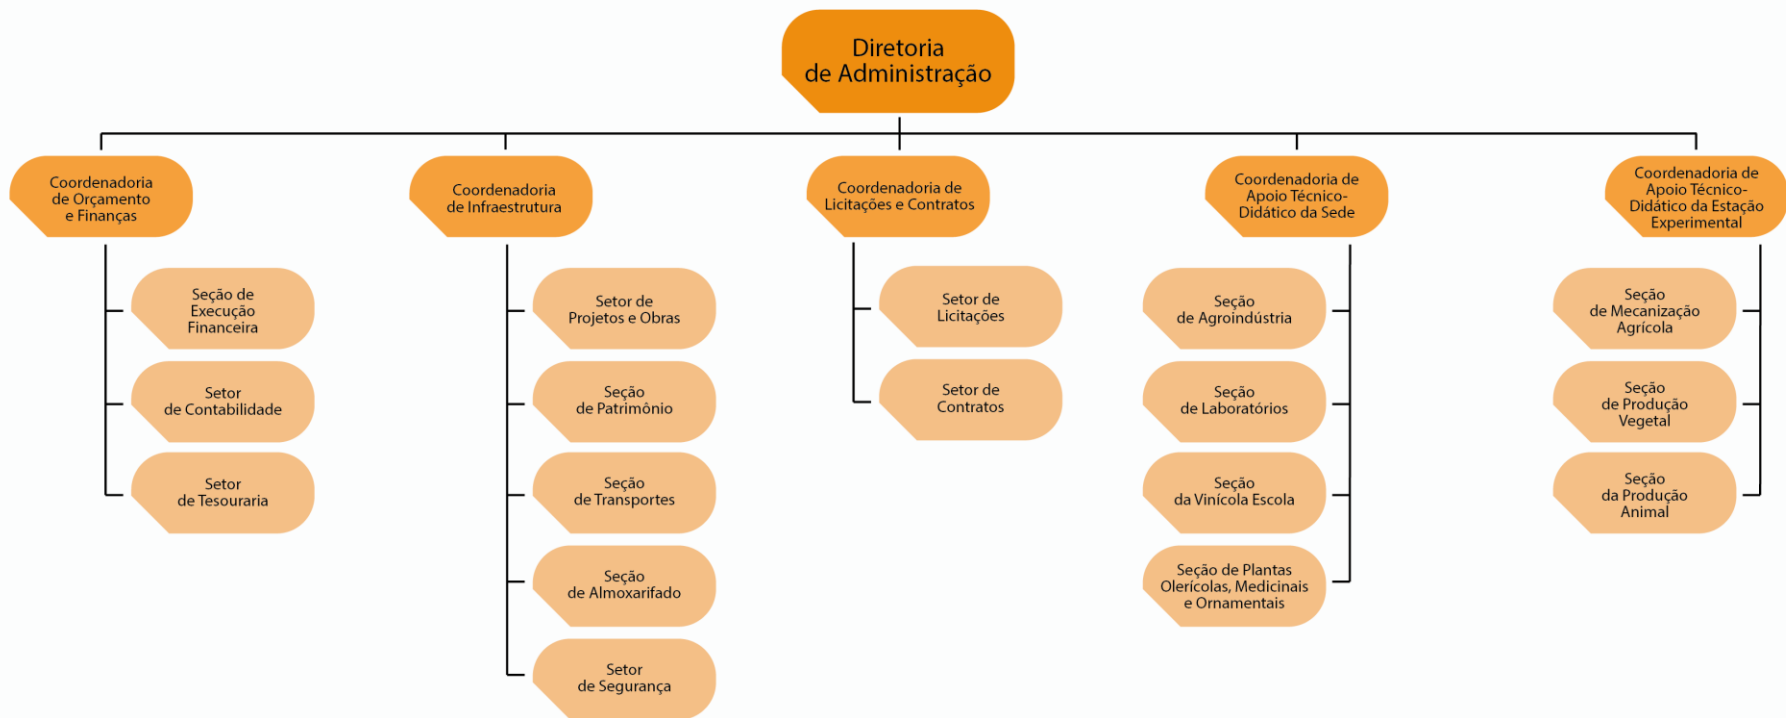 Diretoria
de Administração
Coordenadoria
de Orçamento
e Finanças
Seção de
Execução
Financeira
Setor
de Contabilidade
Setor
de Tesouraria
Coordenadoria
de Infraestrutura
Setor de
Projetos e Obras
Seção
de Patrimônio
Seção
de Transportes
Seção
de Almoxarifado
Setor
de Segurança
Coordenadoria de
Licitações e Contratos
Setor de
Licitações
Setor de
Contratos
Coordenadoria de
Apoio Técnico-
Didático da Sede
Seção
de Agroindústria
Seção
de Laboratórios
Seção
da Vinícola Escola
Seção de Plantas
Olerícolas, Medicinais
e Ornamentais
Coordenadoria de
Apoio Técnico-
Didático da Estação
Experimental
Seção
de Mecanização
Agrícola
Seção
de Produção
Vegetal
Seção
da Produção
Animal